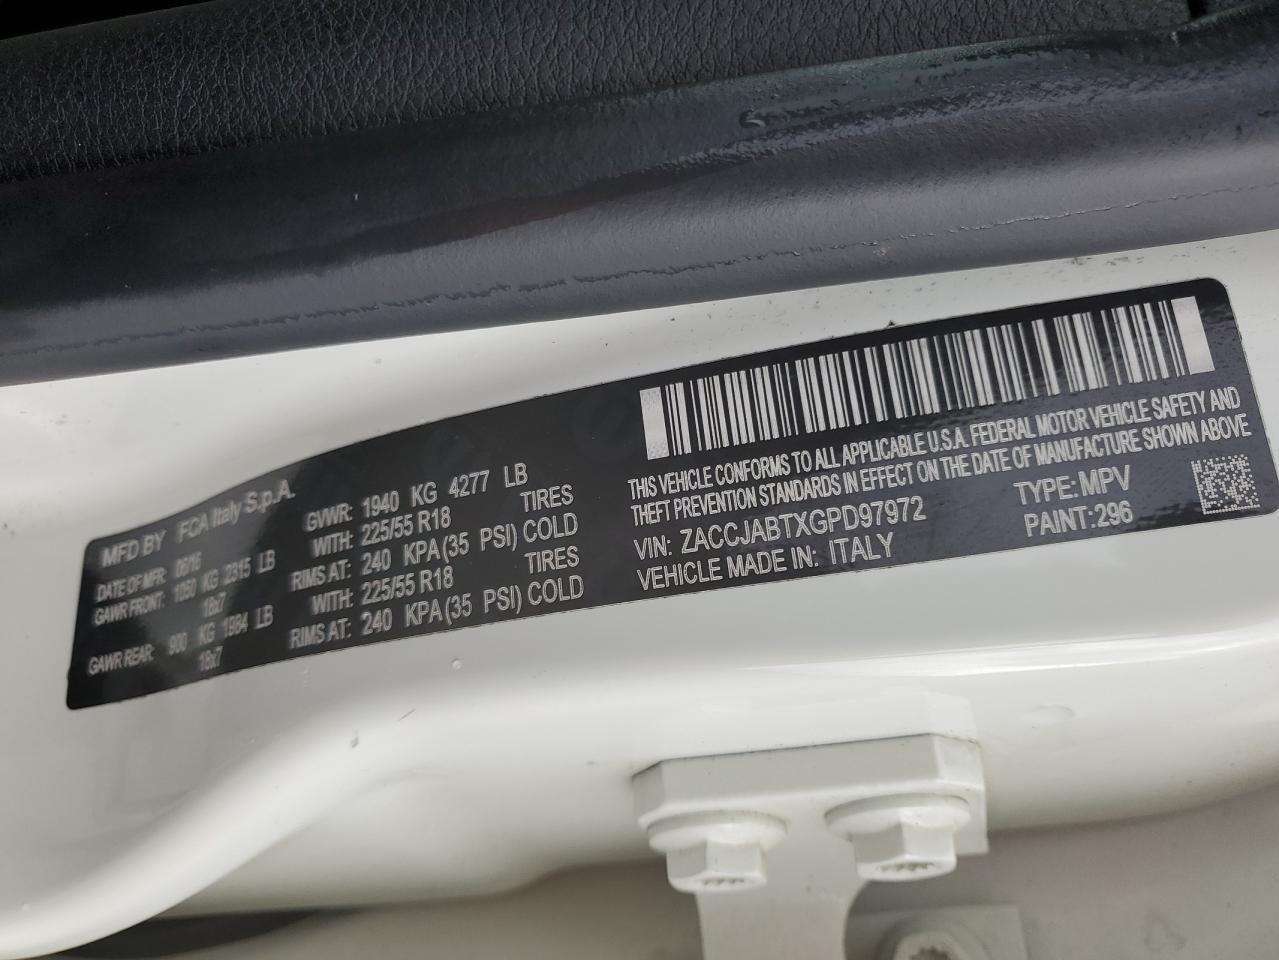 MFD BY FCA Italy S.p.A.
DATE OF MFR: 06/16 GVWR: 1940 KG 4277 LB
GAWR FRONT: 1050 KG 2315 LB WITH: 225/55 R18 TIRES
18x7 RIMS AT: 240 KPA(35 PSI) COLD
GAWR REAR: 900 KG 1984 LB WITH: 225/55 R18 TIRES
18x7 RIMS AT: 240 KPA(35 PSI) COLD
THIS VEHICLE CONFORMS TO ALL APPLICABLE U.S.A. FEDERAL MOTOR VEHICLE SAFETY AND
THEFT PREVENTION STANDARDS IN EFFECT ON THE DATE OF MANUFACTURE SHOWN ABOVE
VIN: ZACCJABTXGPD97972 TYPE: MPV
VEHICLE MADE IN: ITALY PAINT: 296